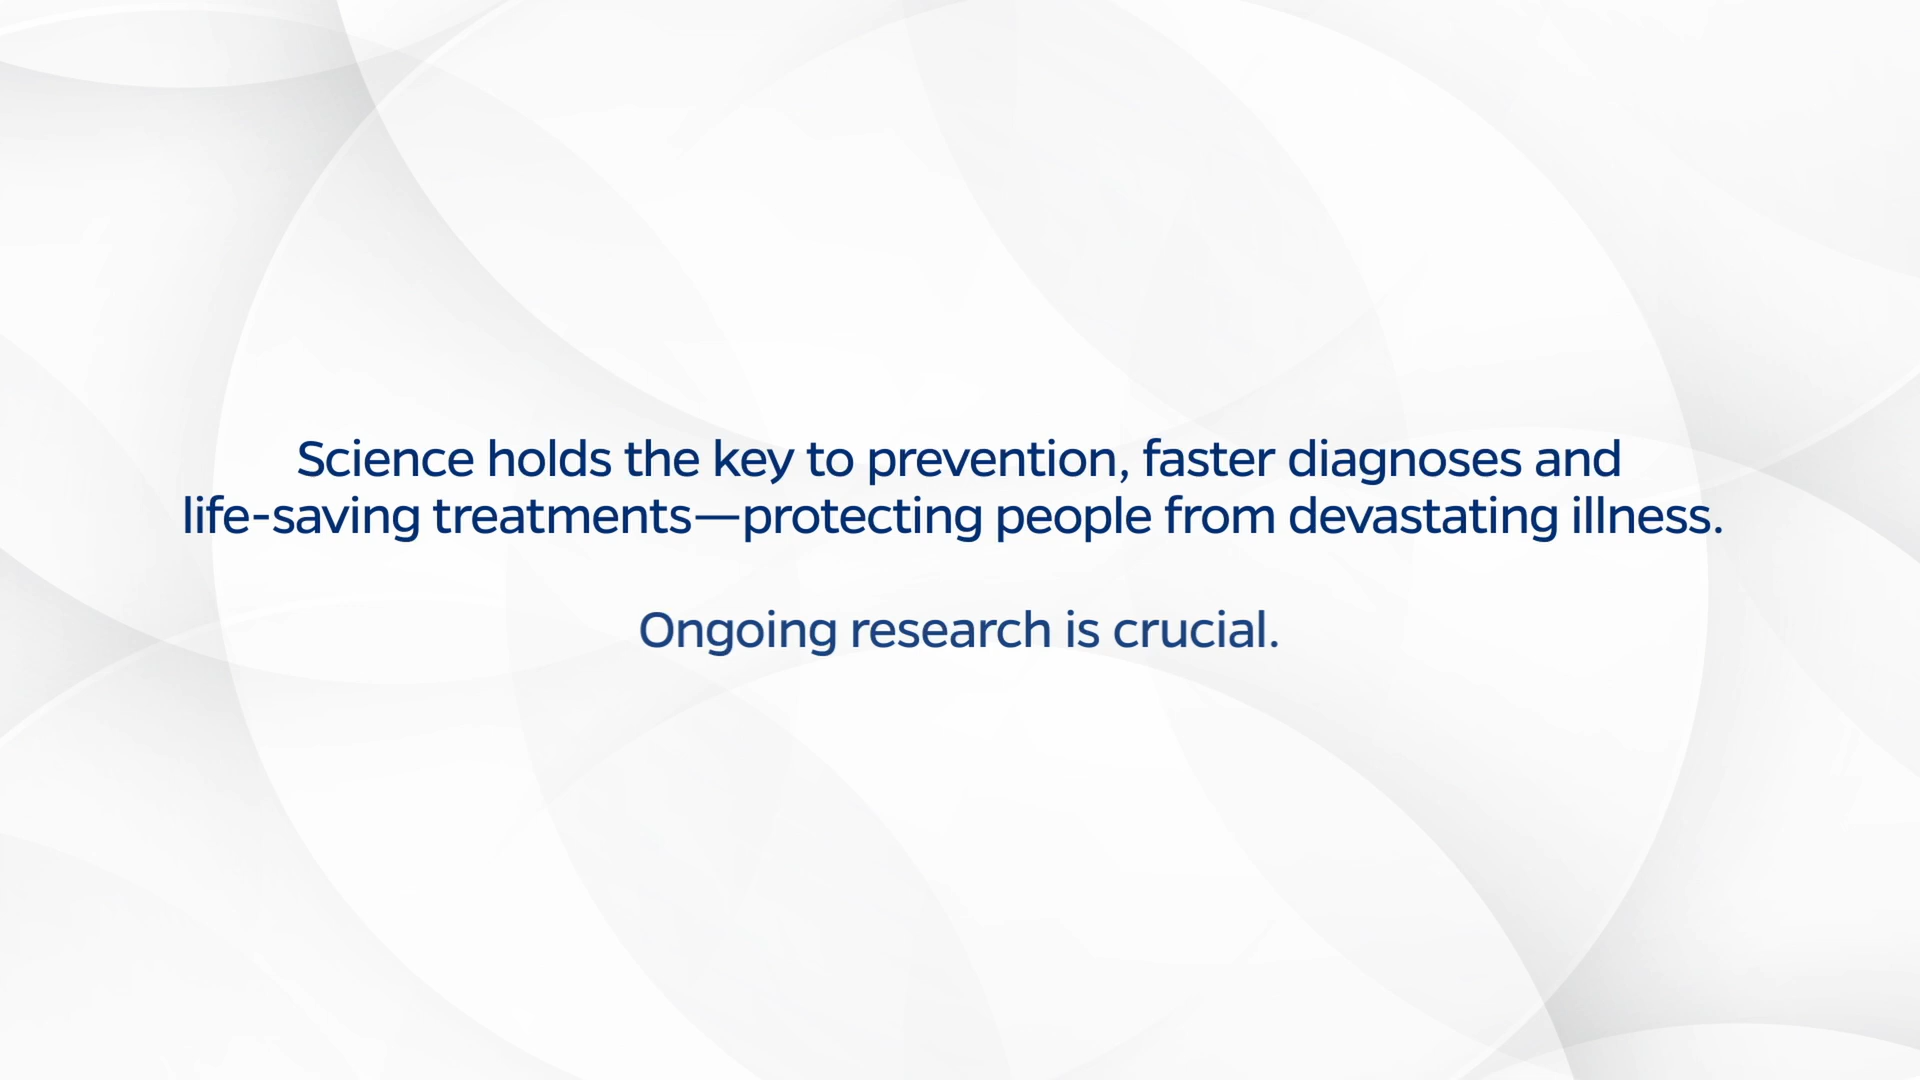 Science holds the key to prevention, faster diagnoses and
life-saving treatments—protecting people from devastating illness.
Ongoing research is crucial.